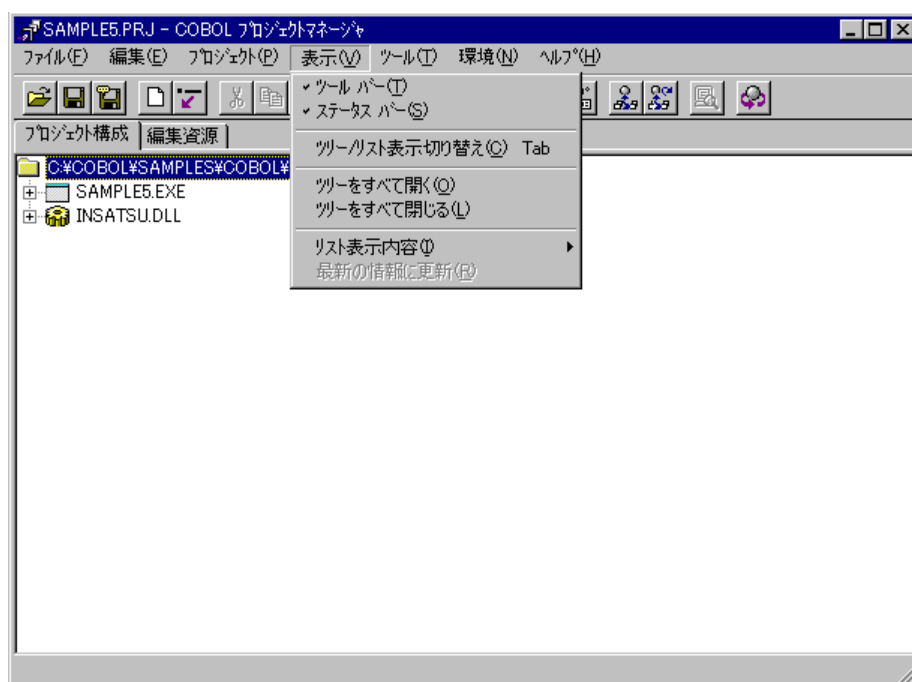 SAMPLE5.PRJ - COBOL ﾌﾟﾛｼﾞｪｸﾄﾏﾈｰｼﾞｬ
ﾌｧｲﾙ(F) 編集(E) ﾌﾟﾛｼﾞｪｸﾄ(P) 表示(V) ﾂｰﾙ(T) 環境(N) ﾍﾙﾌﾟ(H)
ﾌﾟﾛｼﾞｪｸﾄ構成 編集資源
C:¥COBOL¥SAMPLES¥COBOL¥
SAMPLE5.EXE
INSATSU.DLL
ﾂｰﾙ ﾊﾞｰ(T)
ｽﾃｰﾀｽ ﾊﾞｰ(S)
ﾂﾘｰ/ﾘｽﾄ表示切り替え(C) Tab
ﾂﾘｰをすべて開く(O)
ﾂﾘｰをすべて閉じる(L)
ﾘｽﾄ表示内容(I)
最新の情報に更新(R)